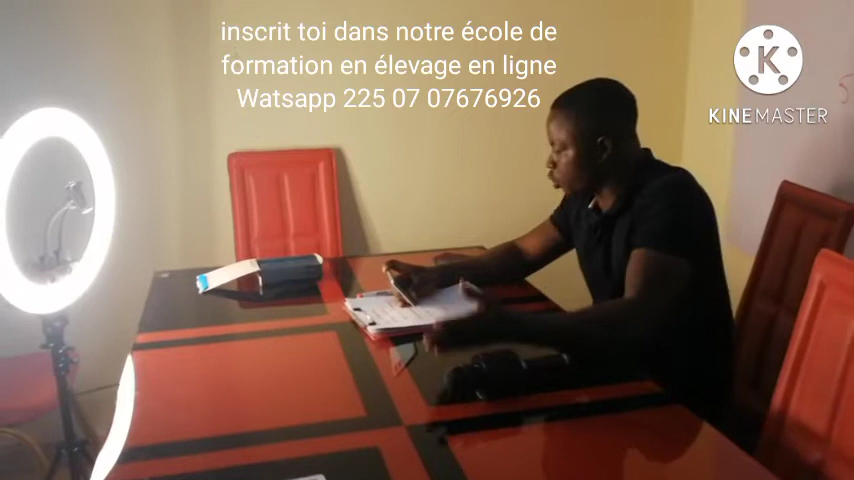 inscrit toi dans notre école de
formation en élevage en ligne
Watsapp 225 07 07676926
K
KINEMASTER